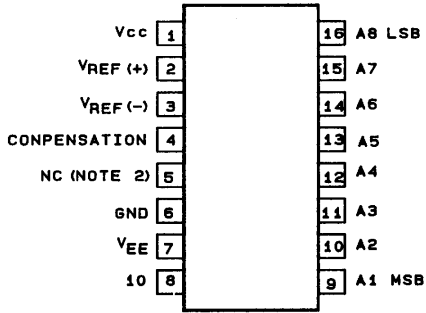 Vcc 1 16 A8 LSB
VREF (+) 2 15 A7
VREF (-) 3 14 A6
CONPENSATION 4 13 A5
NC (NOTE 2) 5 12 A4
GND 6 11 A3
VEE 7 10 A2
10 8 9 A1 MSB